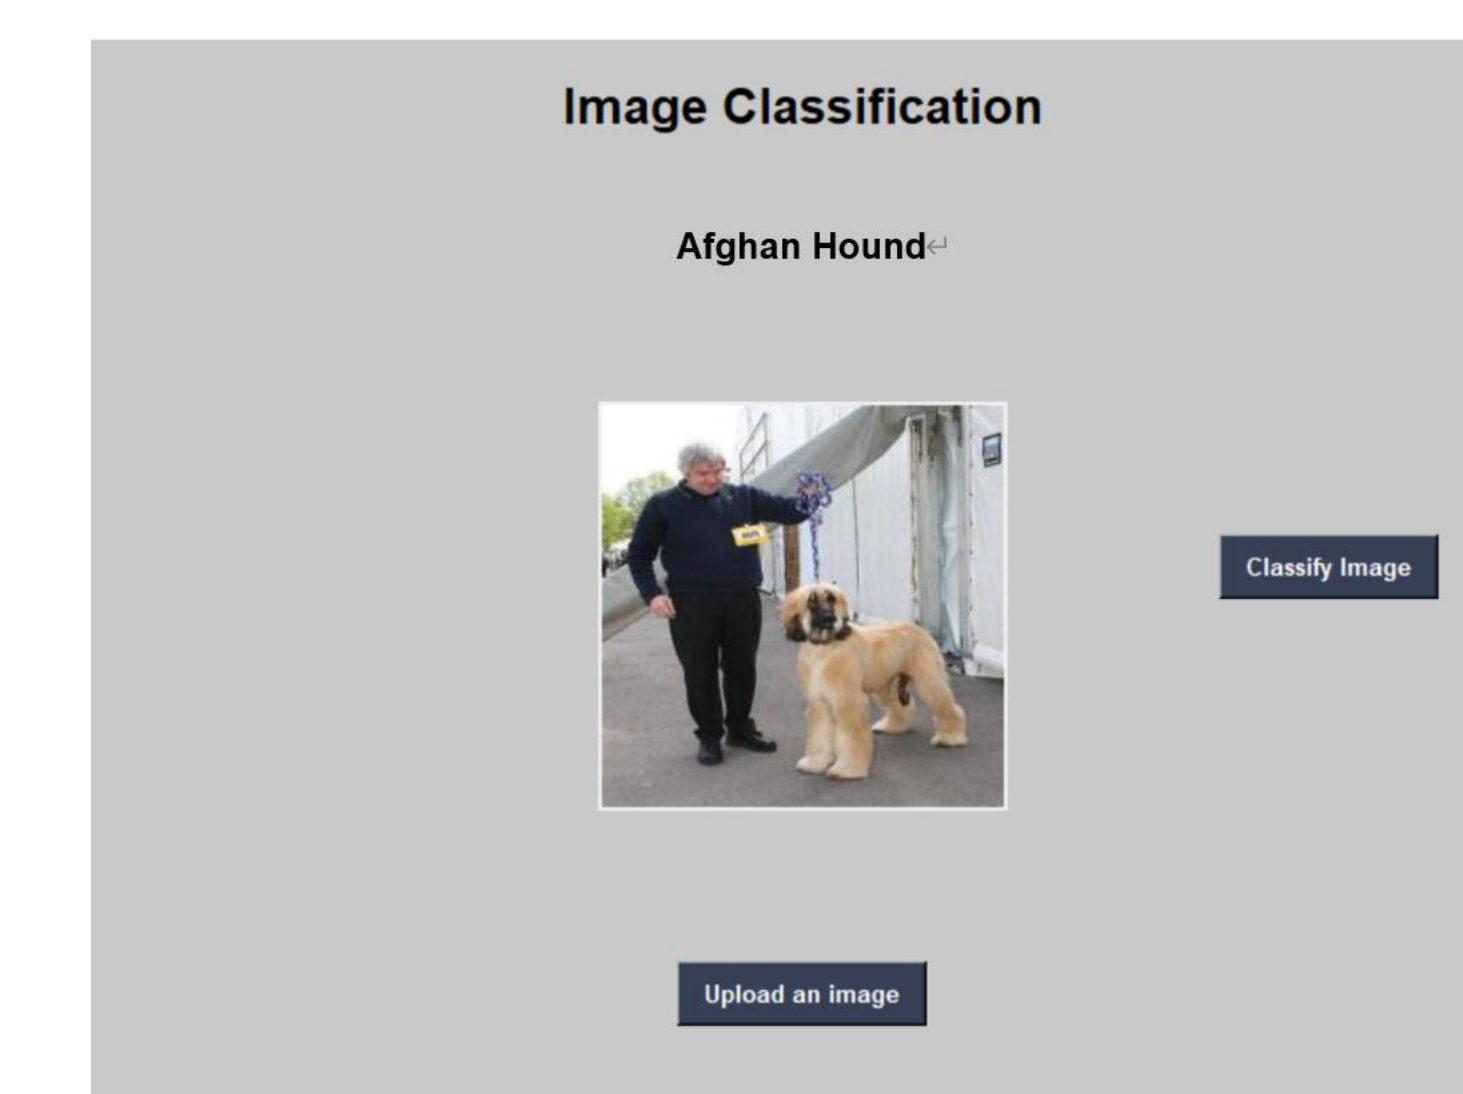 Image Classification
Afghan Hound↵
Classify Image
Upload an image